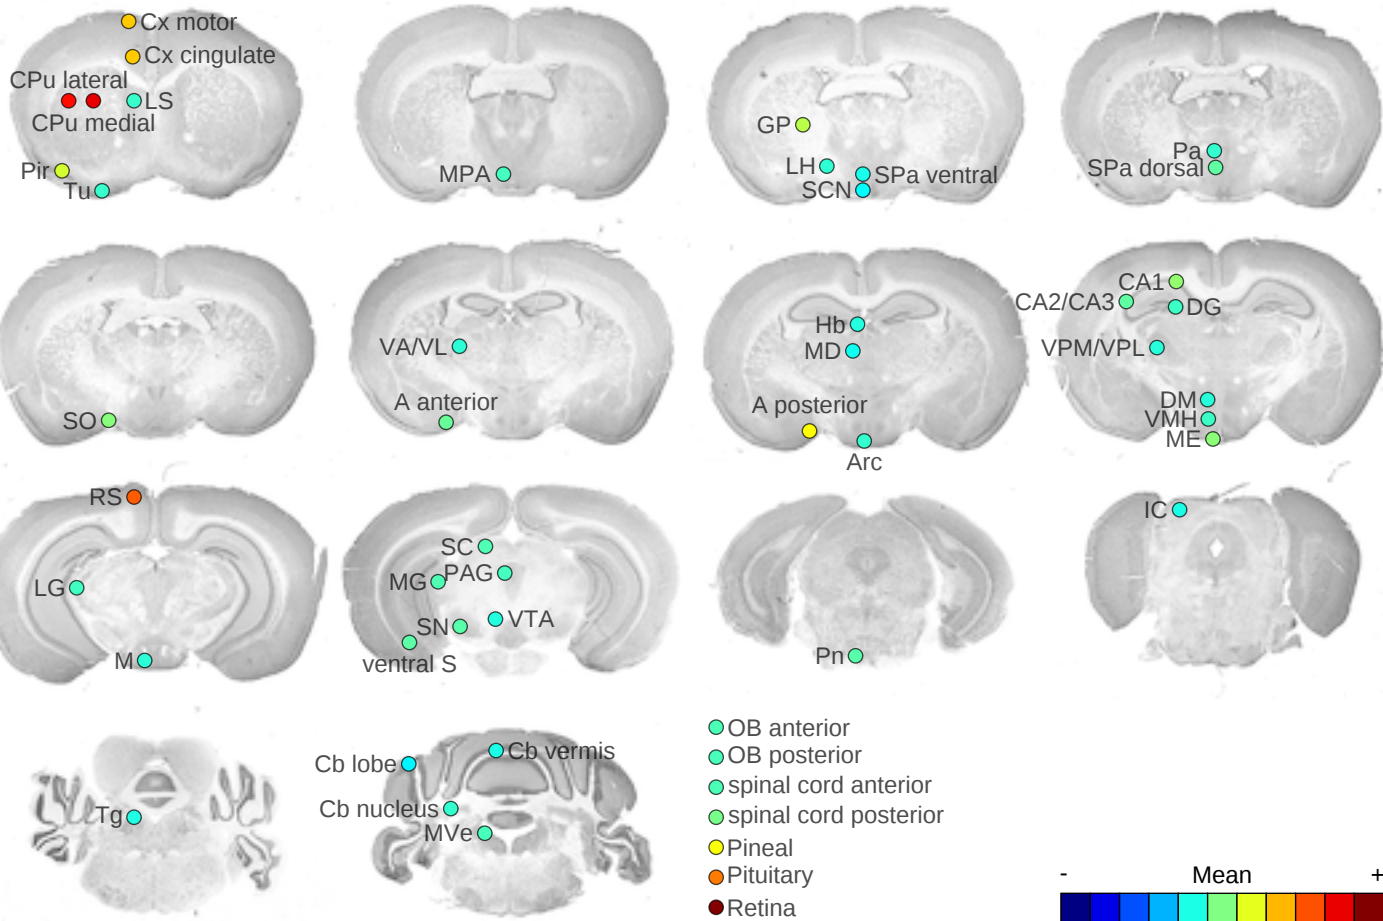 Cx motor
Cx cingulate
CPu lateral
LS
CPu medial
Pir
Tu
MPA
GP
LH
SPa ventral
SCN
Pa
SPa dorsal
SO
VA/VL
A anterior
Hb
MD
A posterior
Arc
CA1
CA2/CA3
DG
VPM/VPL
DM
VMH
ME
RS
LG
M
SC
MG
PAG
SN
VTA
ventral S
Pn
IC
Tg
Cb lobe
Cb vermis
Cb nucleus
MVe
OB anterior
OB posterior
spinal cord anterior
spinal cord posterior
Pineal
Pituitary
Retina
- Mean +